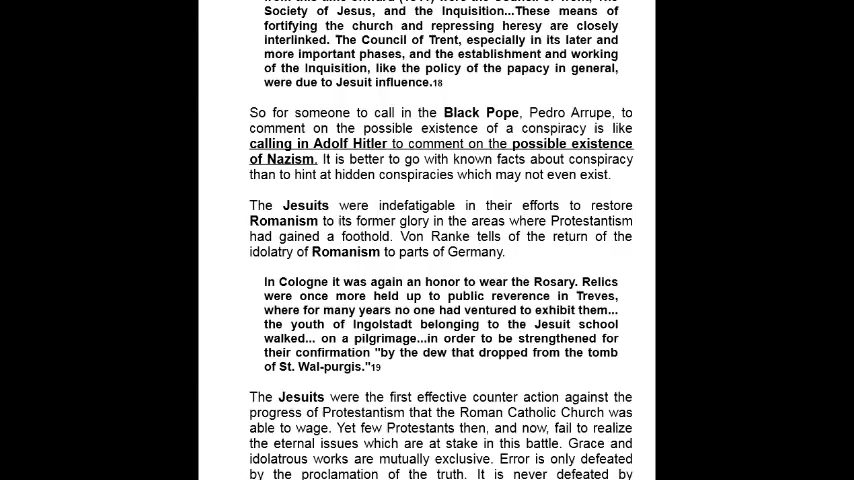 Society of Jesus, and the Inquisition...These means of
fortifying the church and repressing heresy are closely
interlinked. The Council of Trent, especially in its later and
more important phases, and the establishment and working
of the Inquisition, like the policy of the papacy in general,
were due to Jesuit influence.18
So for someone to call in the Black Pope, Pedro Arrupe, to
comment on the possible existence of a conspiracy is like
calling in Adolf Hitler to comment on the possible existence
of Nazism. It is better to go with known facts about conspiracy
than to hint at hidden conspiracies which may not even exist.
The Jesuits were indefatigable in their efforts to restore
Romanism to its former glory in the areas where Protestantism
had gained a foothold. Von Ranke tells of the return of the
idolatry of Romanism to parts of Germany.
In Cologne it was again an honor to wear the Rosary. Relics
were once more held up to public reverence in Treves,
where for many years no one had ventured to exhibit them...
the youth of Ingolstadt belonging to the Jesuit school
walked... on a pilgrimage...in order to be strengthened for
their confirmation "by the dew that dropped from the tomb
of St. Wal-purgis."19
The Jesuits were the first effective counter action against the
progress of Protestantism that the Roman Catholic Church was
able to wage. Yet few Protestants then, and now, fail to realize
the eternal issues which are at stake in this battle. Grace and
idolatrous works are mutually exclusive. Error is only defeated
by the proclamation of the truth. It is never defeated by